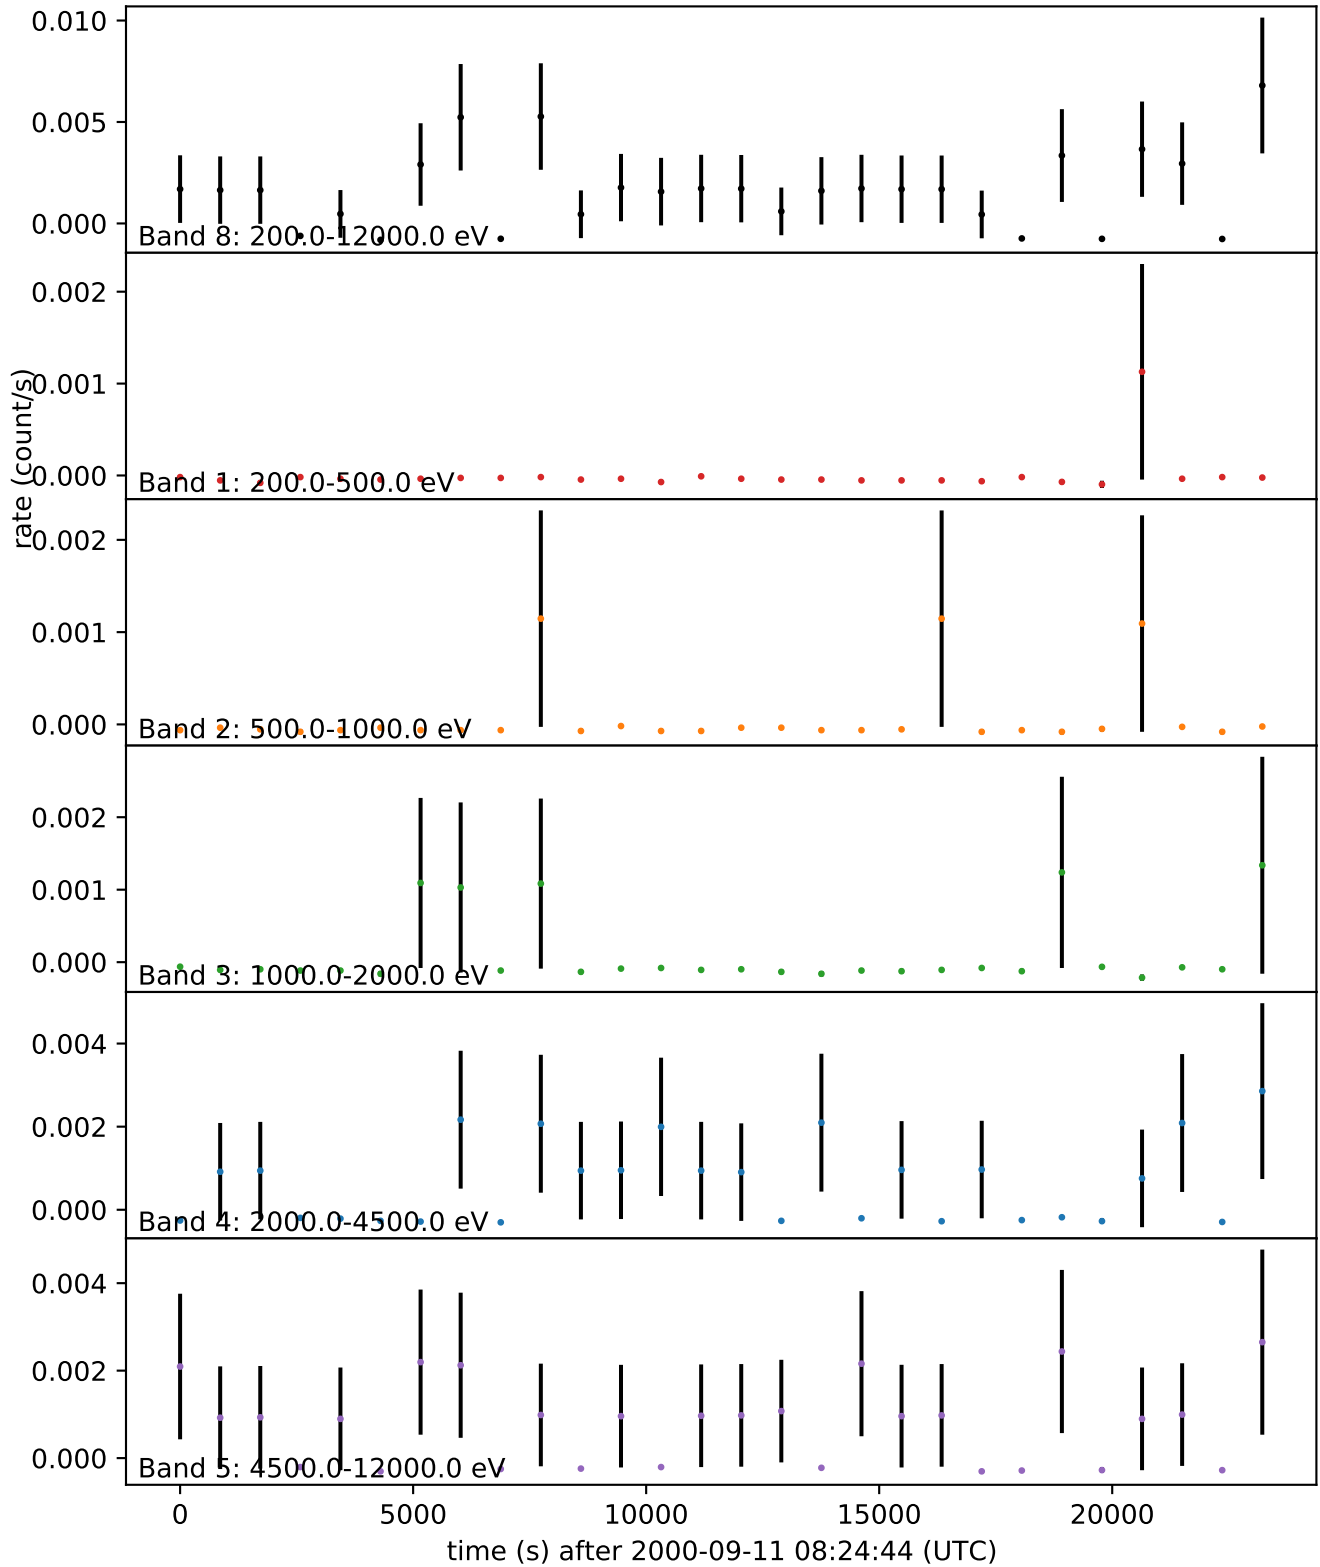 0.010
0.005
0.000
Band 8: 200.0-12000.0 eV
0.002
0.001
0.000
Band 1: 200.0-500.0 eV
rate (count/s)
0.002
0.001
0.000
Band 2: 500.0-1000.0 eV
0.002
0.001
0.000
Band 3: 1000.0-2000.0 eV
0.004
0.002
0.000
Band 4: 2000.0-4500.0 eV
0.004
0.002
0.000
Band 5: 4500.0-12000.0 eV
0 5000 10000 15000 20000
time (s) after 2000-09-11 08:24:44 (UTC)